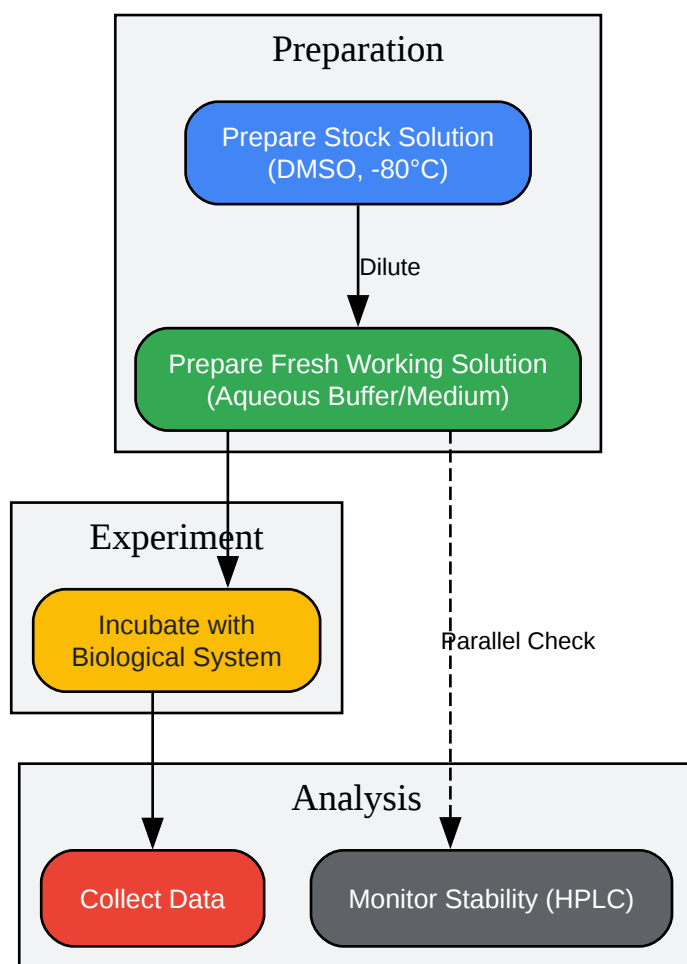 Preparation
Prepare Stock Solution
(DMSO, -80°C)
Dilute
Prepare Fresh Working Solution
(Aqueous Buffer/Medium)
Experiment
Incubate with
Biological System
Parallel Check
Analysis
Collect Data
Monitor Stability (HPLC)